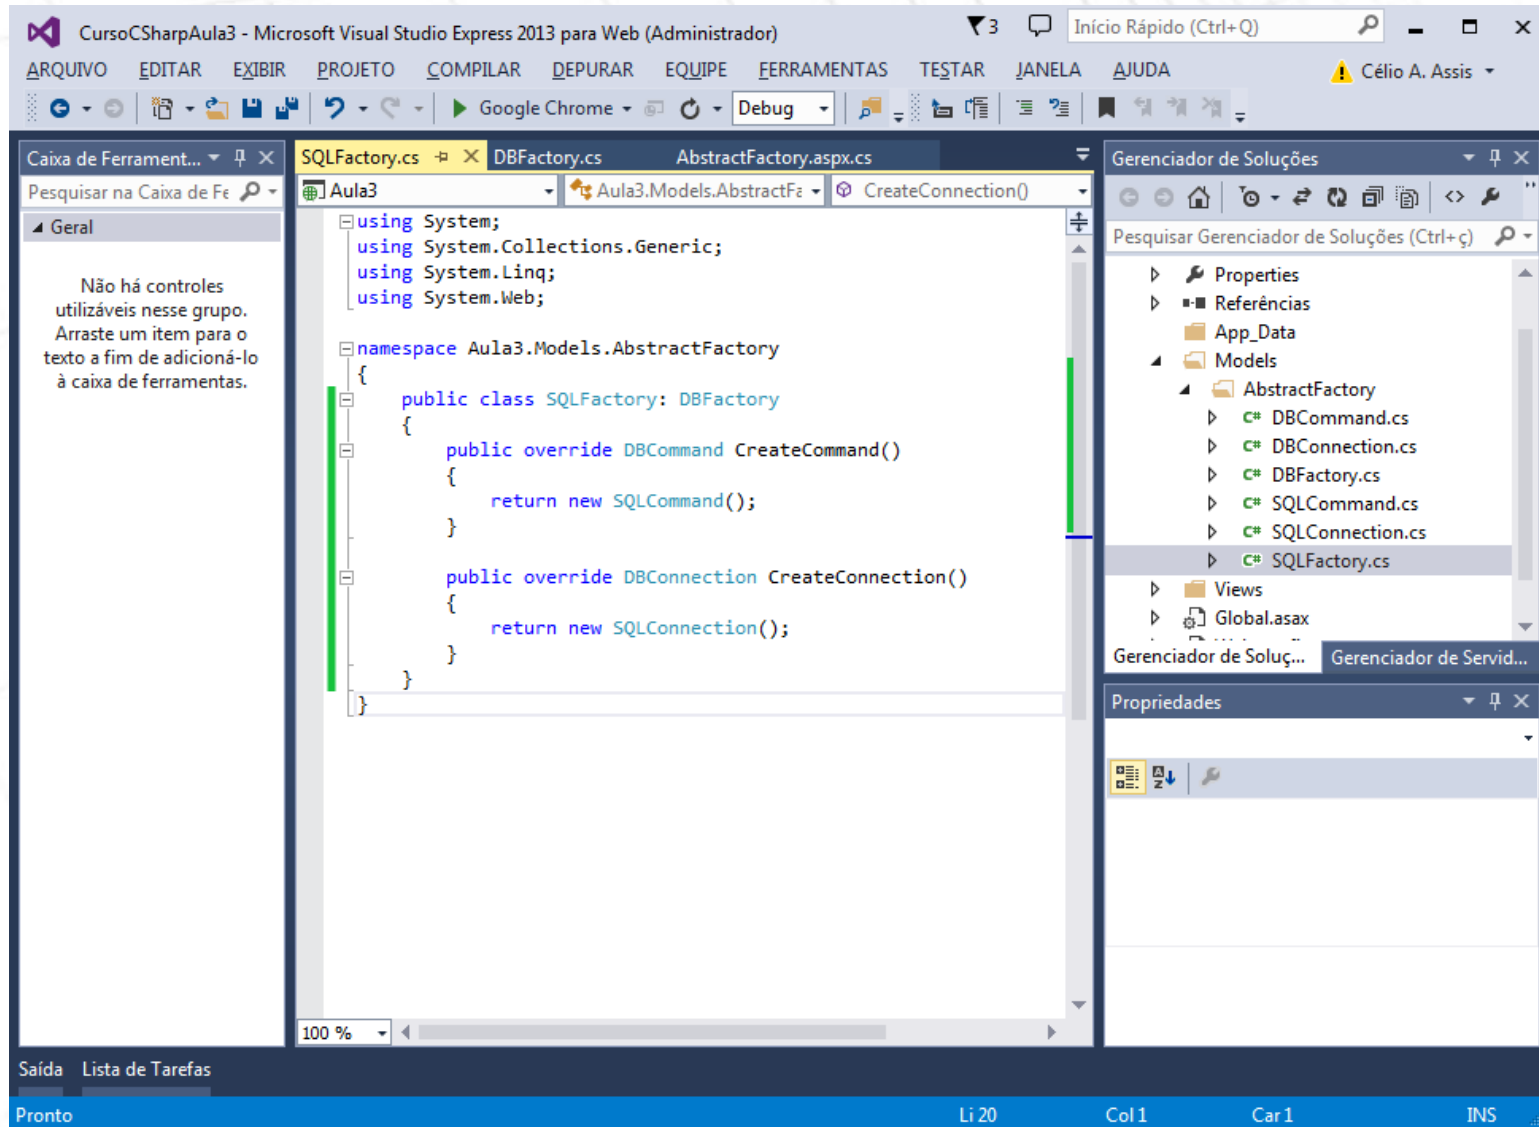 CursoCSharpAula3 - Microsoft Visual Studio Express 2013 para Web (Administrador)
3
Início Rápido (Ctrl+Q)
ARQUIVO EDITAR EXIBIR PROJETO COMPILAR DEPURAR EQUIPE FERRAMENTAS TESTAR JANELA AJUDA
Célio A. Assis
Google Chrome
Debug
Caixa de Ferrament...
Pesquisar na Caixa de Fe
Geral
Não há controles
utilizáveis nesse grupo.
Arraste um item para o
texto a fim de adicioná-lo
à caixa de ferramentas.
SQLFactory.cs DBFactory.cs AbstractFactory.aspx.cs
Aula3 Aula3.Models.AbstractFa CreateConnection()
using System;
using System.Collections.Generic;
using System.Linq;
using System.Web;
namespace Aula3.Models.AbstractFactory
{
public class SQLFactory: DBFactory
{
public override DBCommand CreateCommand()
{
return new SQLCommand();
}
public override DBConnection CreateConnection()
{
return new SQLConnection();
}
}
}
100 %
Gerenciador de Soluções
Pesquisar Gerenciador de Soluções (Ctrl+ç)
Properties
Referências
App_Data
Models
AbstractFactory
C# DBCommand.cs
C# DBConnection.cs
C# DBFactory.cs
C# SQLCommand.cs
C# SQLConnection.cs
C# SQLFactory.cs
Views
Global.asax
Gerenciador de Soluç... Gerenciador de Servid...
Propriedades
Saída Lista de Tarefas
Pronto Li 20 Col 1 Car 1 INS